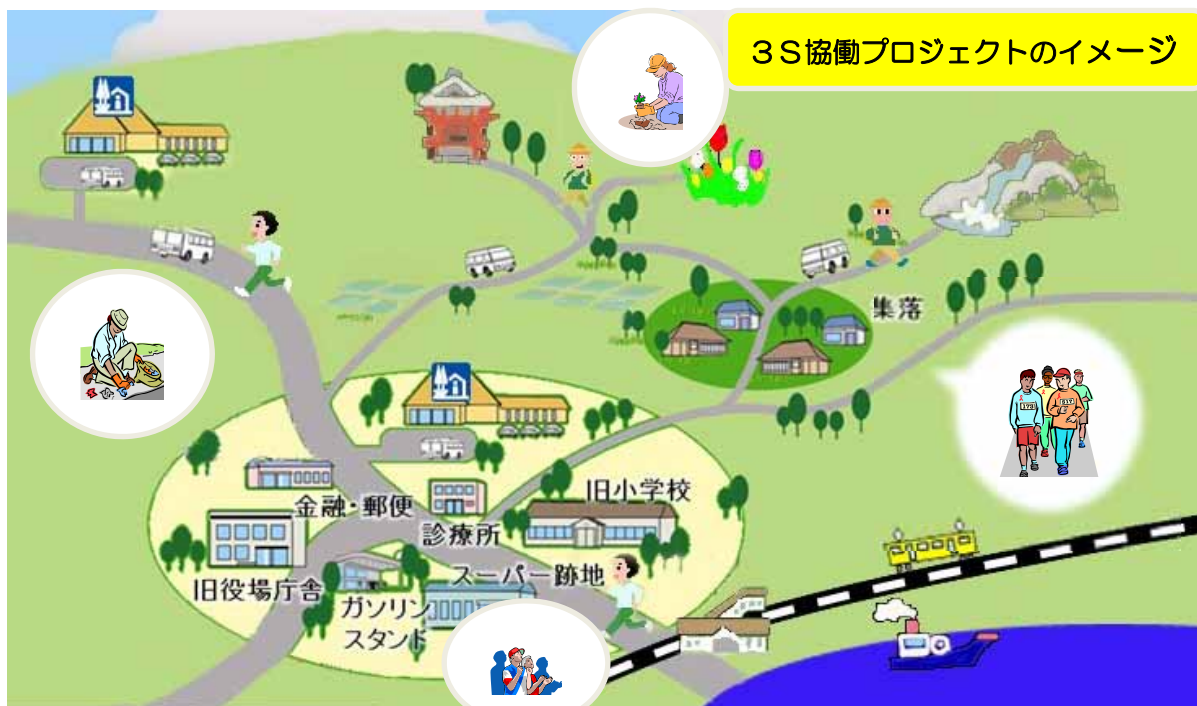 ３Ｓ協働プロジェクトのイメージ
集落
旧小学校
金融・郵便
診療所
スーパー跡地
旧役場庁舎
ガソリン
スタンド